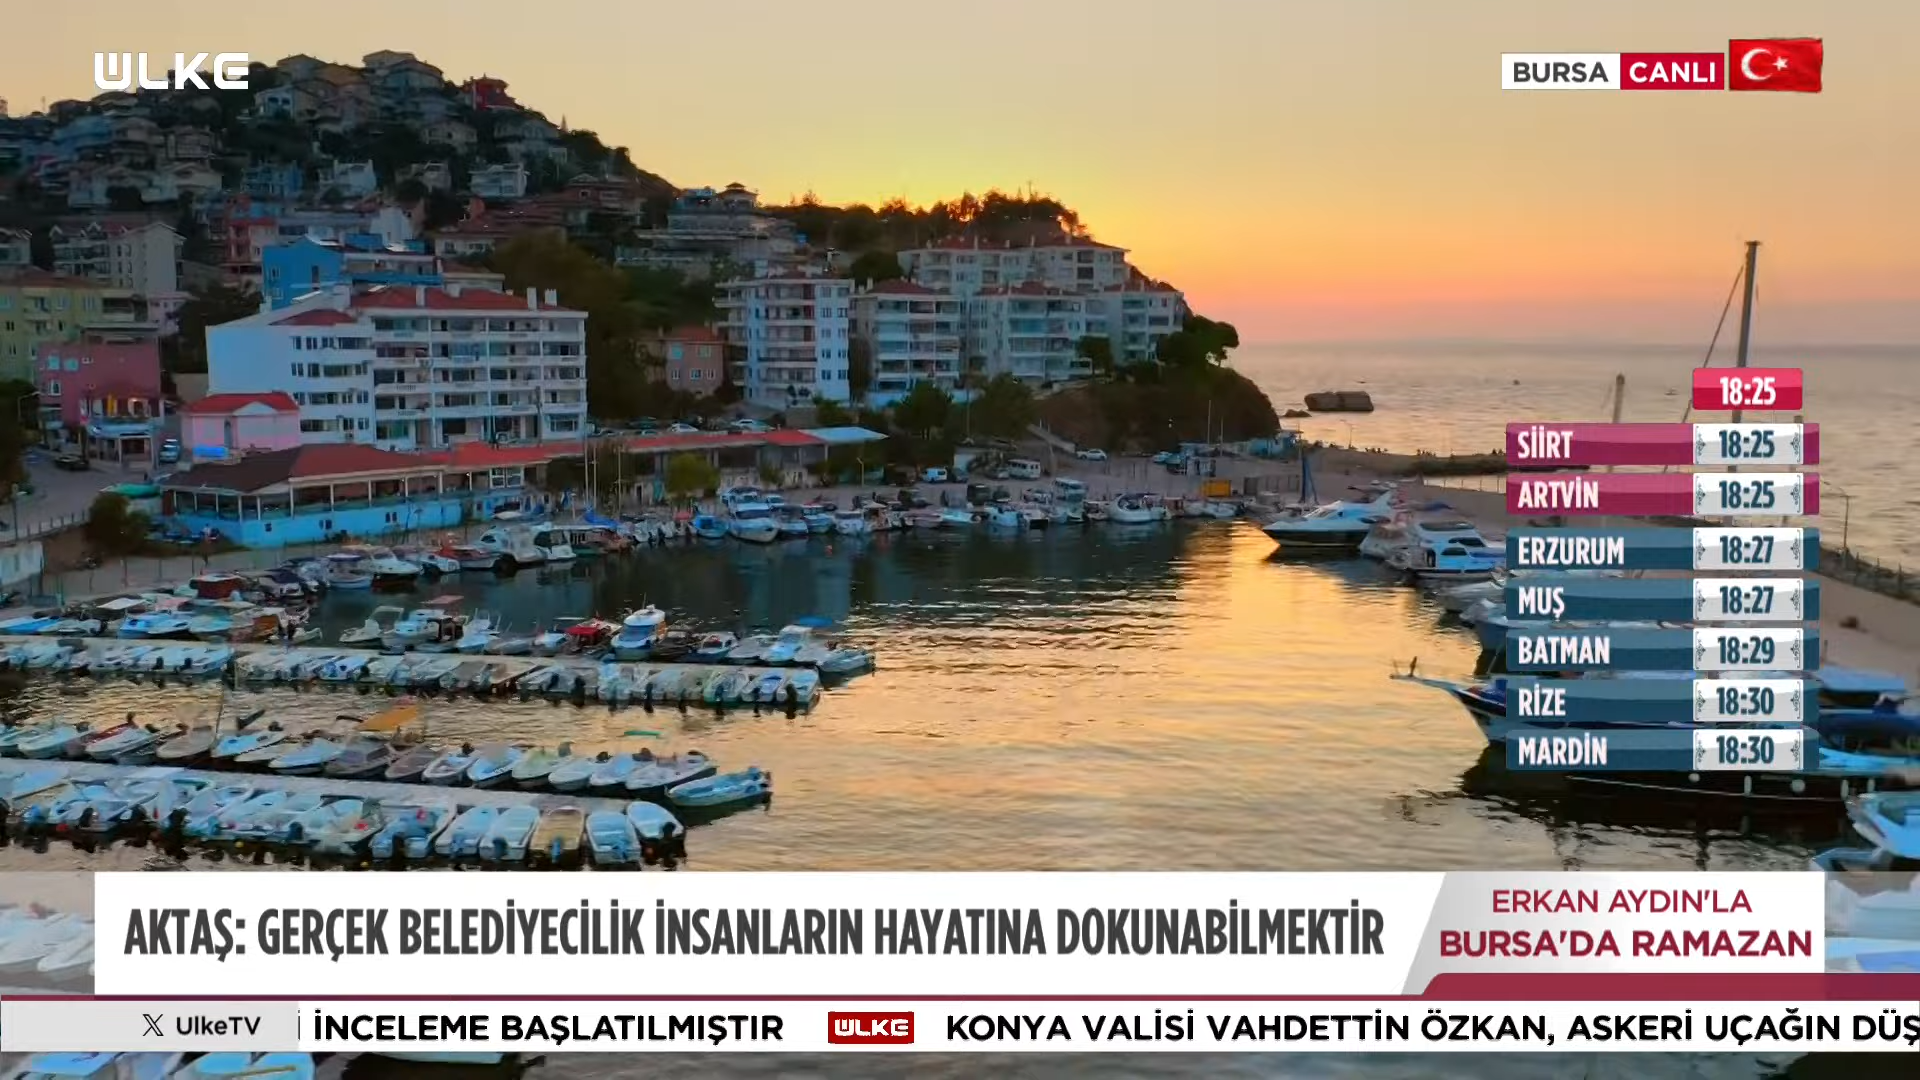 ULKE
BURSA CANLI
18:25
SİİRT 18:25
ARTVİN 18:25
ERZURUM 18:27
MUŞ 18:27
BATMAN 18:29
RİZE 18:30
MARDİN 18:30
AKTAŞ: GERÇEK BELEDİYECİLİK İNSANLARIN HAYATINA DOKUNABİLMEKTİR
ERKAN AYDIN'LA
BURSA'DA RAMAZAN
X UlkeTV
İ İNCELEME BAŞLATILMIŞTIR ULKE KONYA VALİSİ VAHDETTİN ÖZKAN, ASKERİ UÇAĞIN DÜŞ